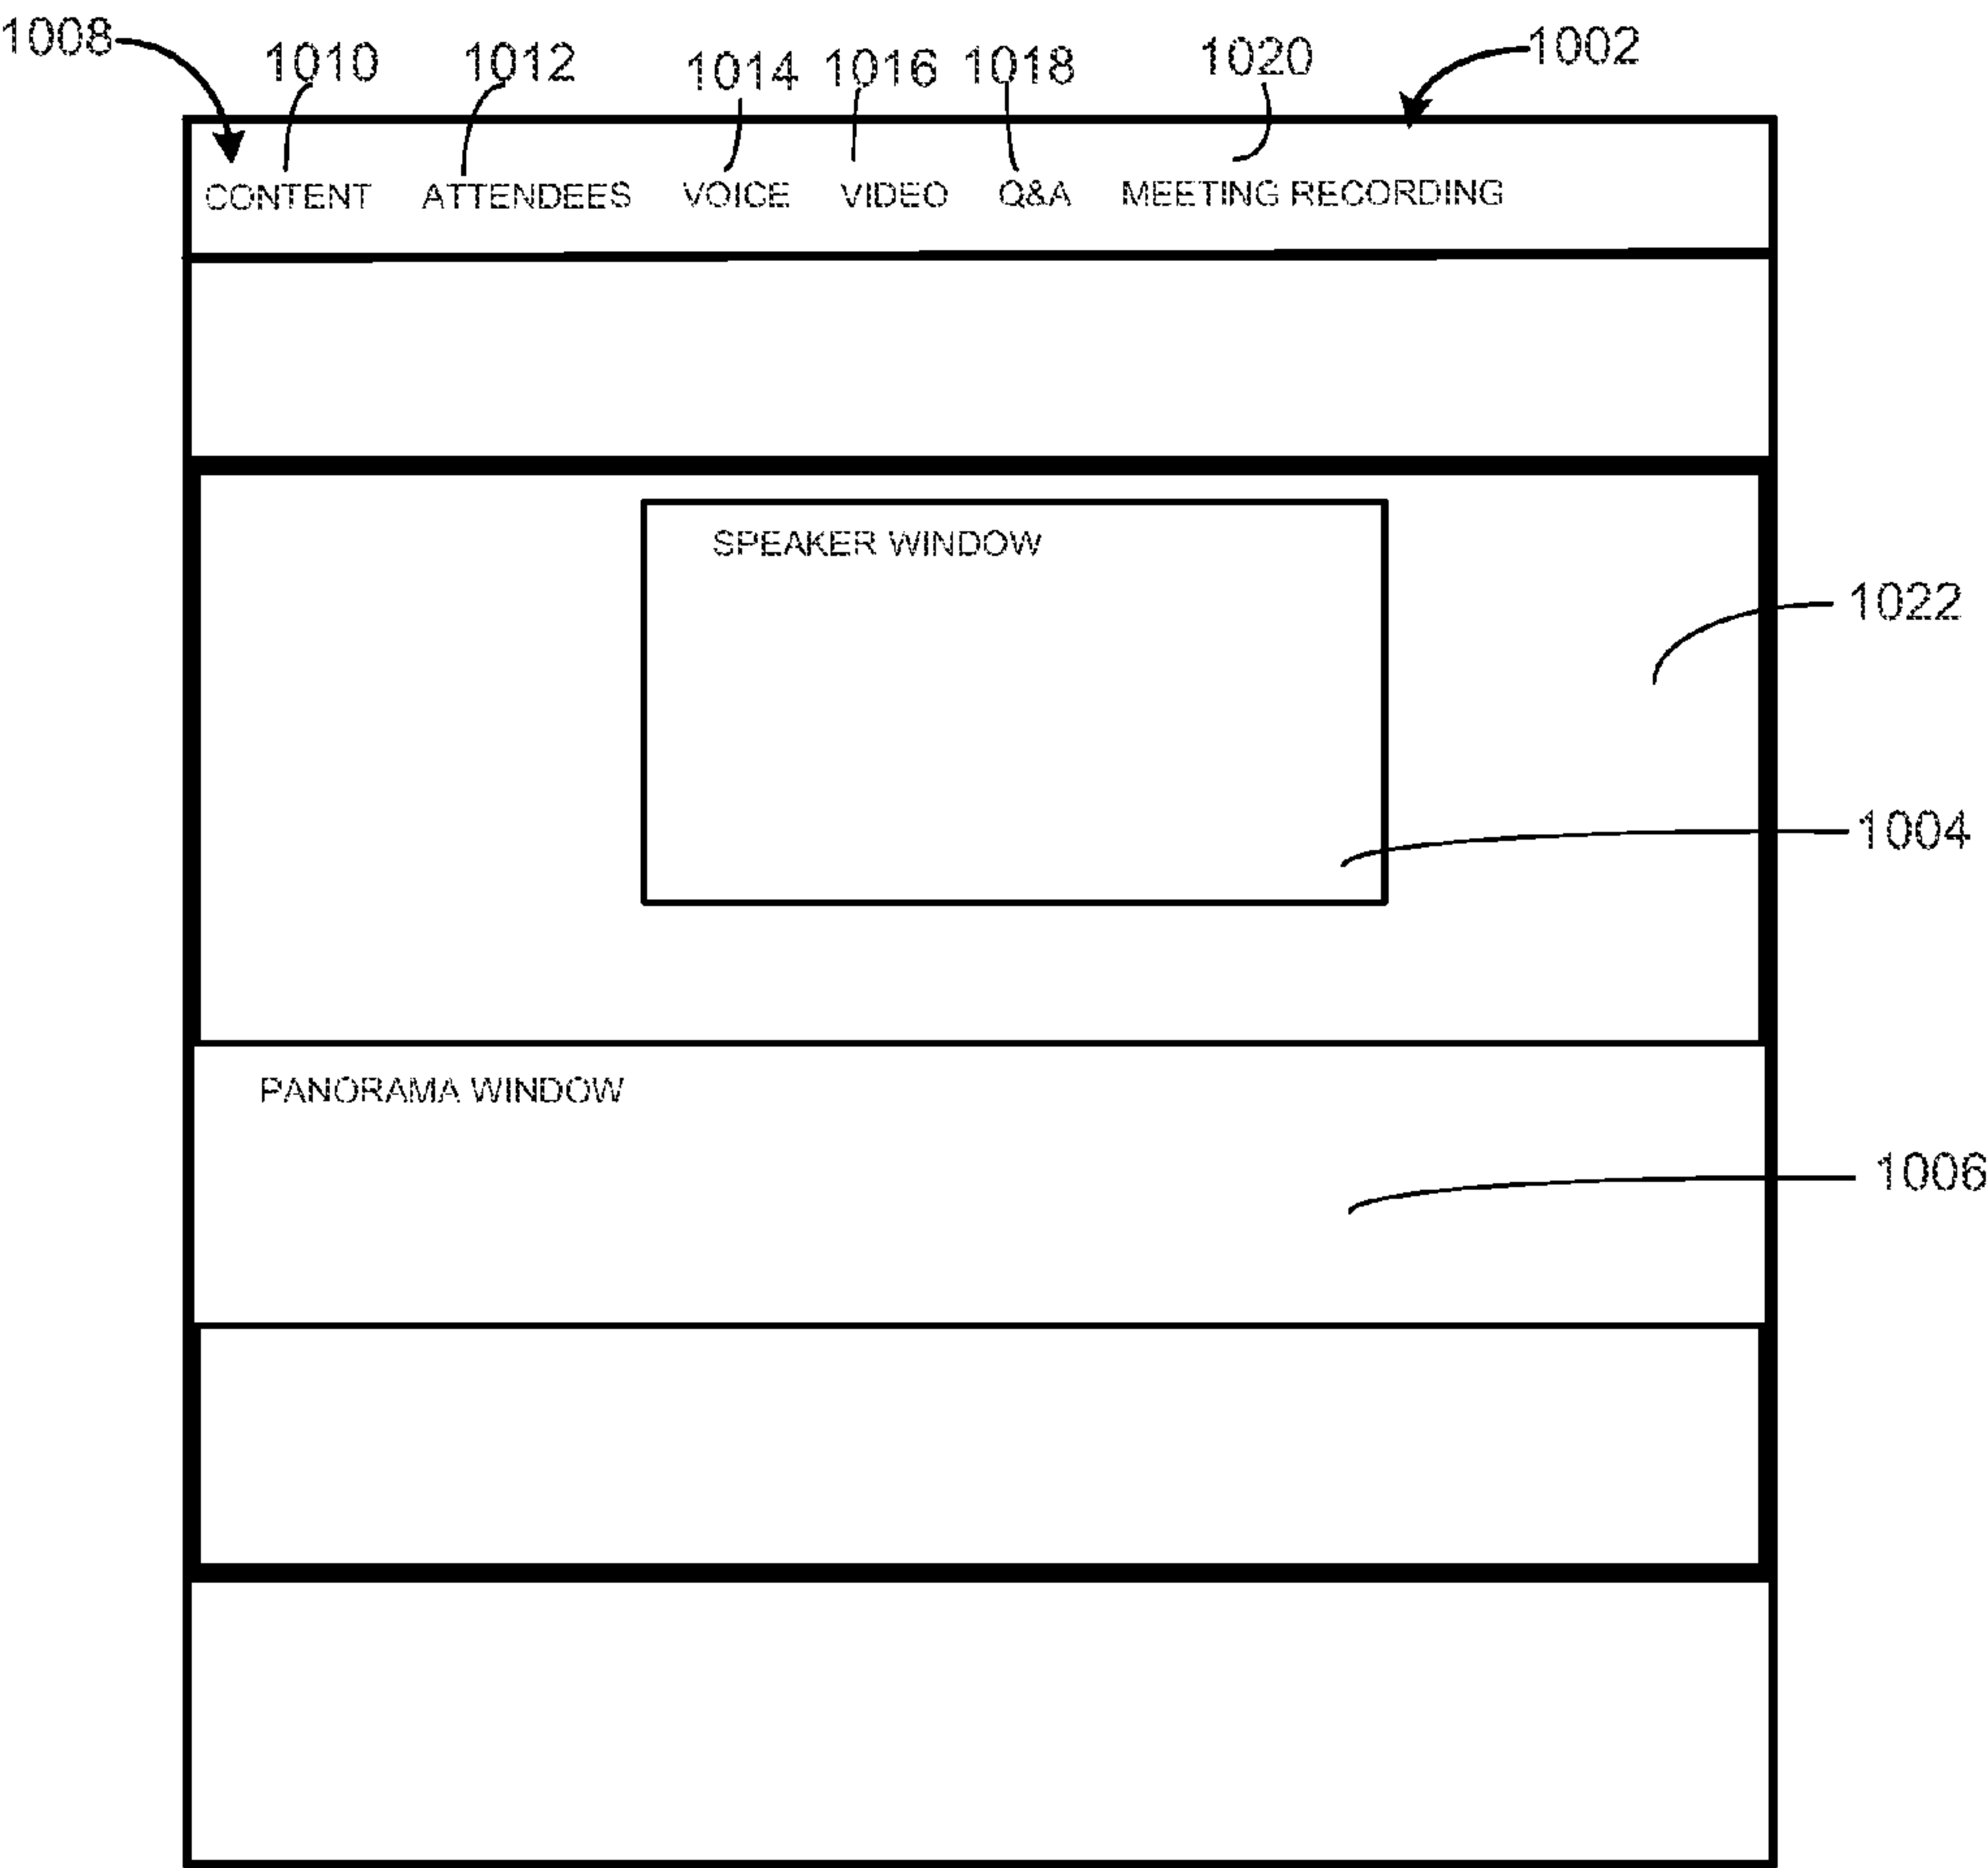 1008 1010 1012 1014 1016 1018 1020 1002
CONTENT ATTENDEES VOICE VIDEO Q&A MEETING RECORDING
SPEAKER WINDOW
1022
1004
PANORAMA WINDOW
1006